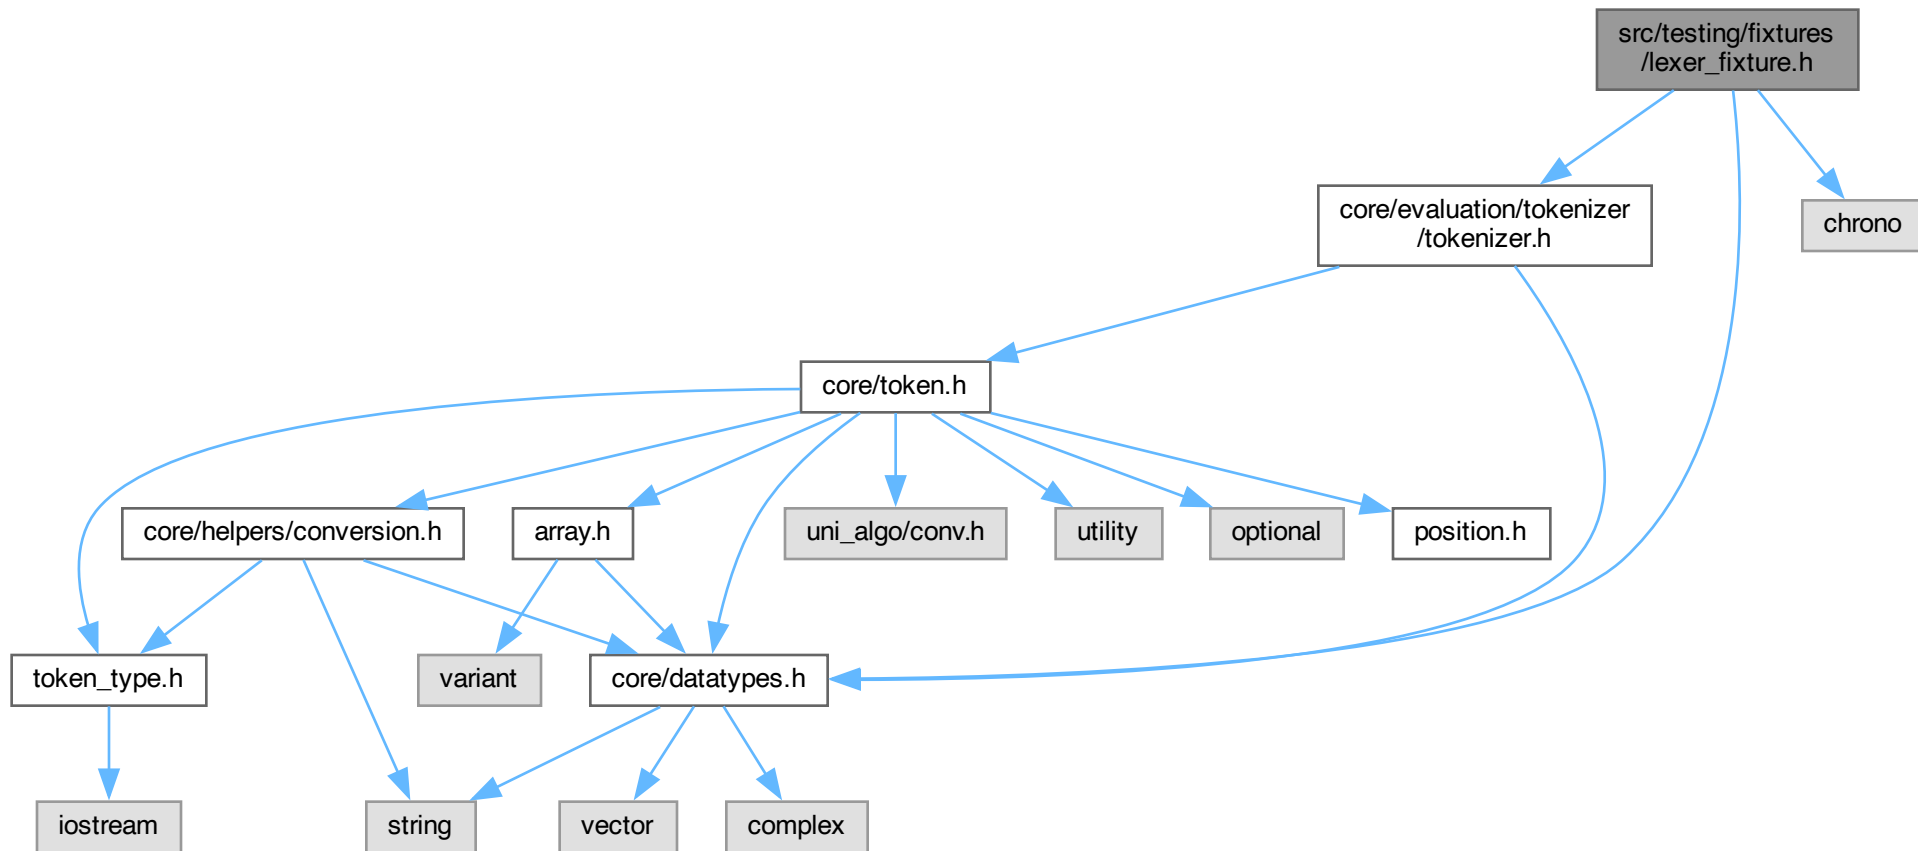 src/testing/fixtures
/lexer_fixture.h
core/evaluation/tokenizer
/tokenizer.h
chrono
core/token.h
core/helpers/conversion.h
array.h
uni_algo/conv.h
utility
optional
position.h
token_type.h
variant
core/datatypes.h
iostream
string
vector
complex